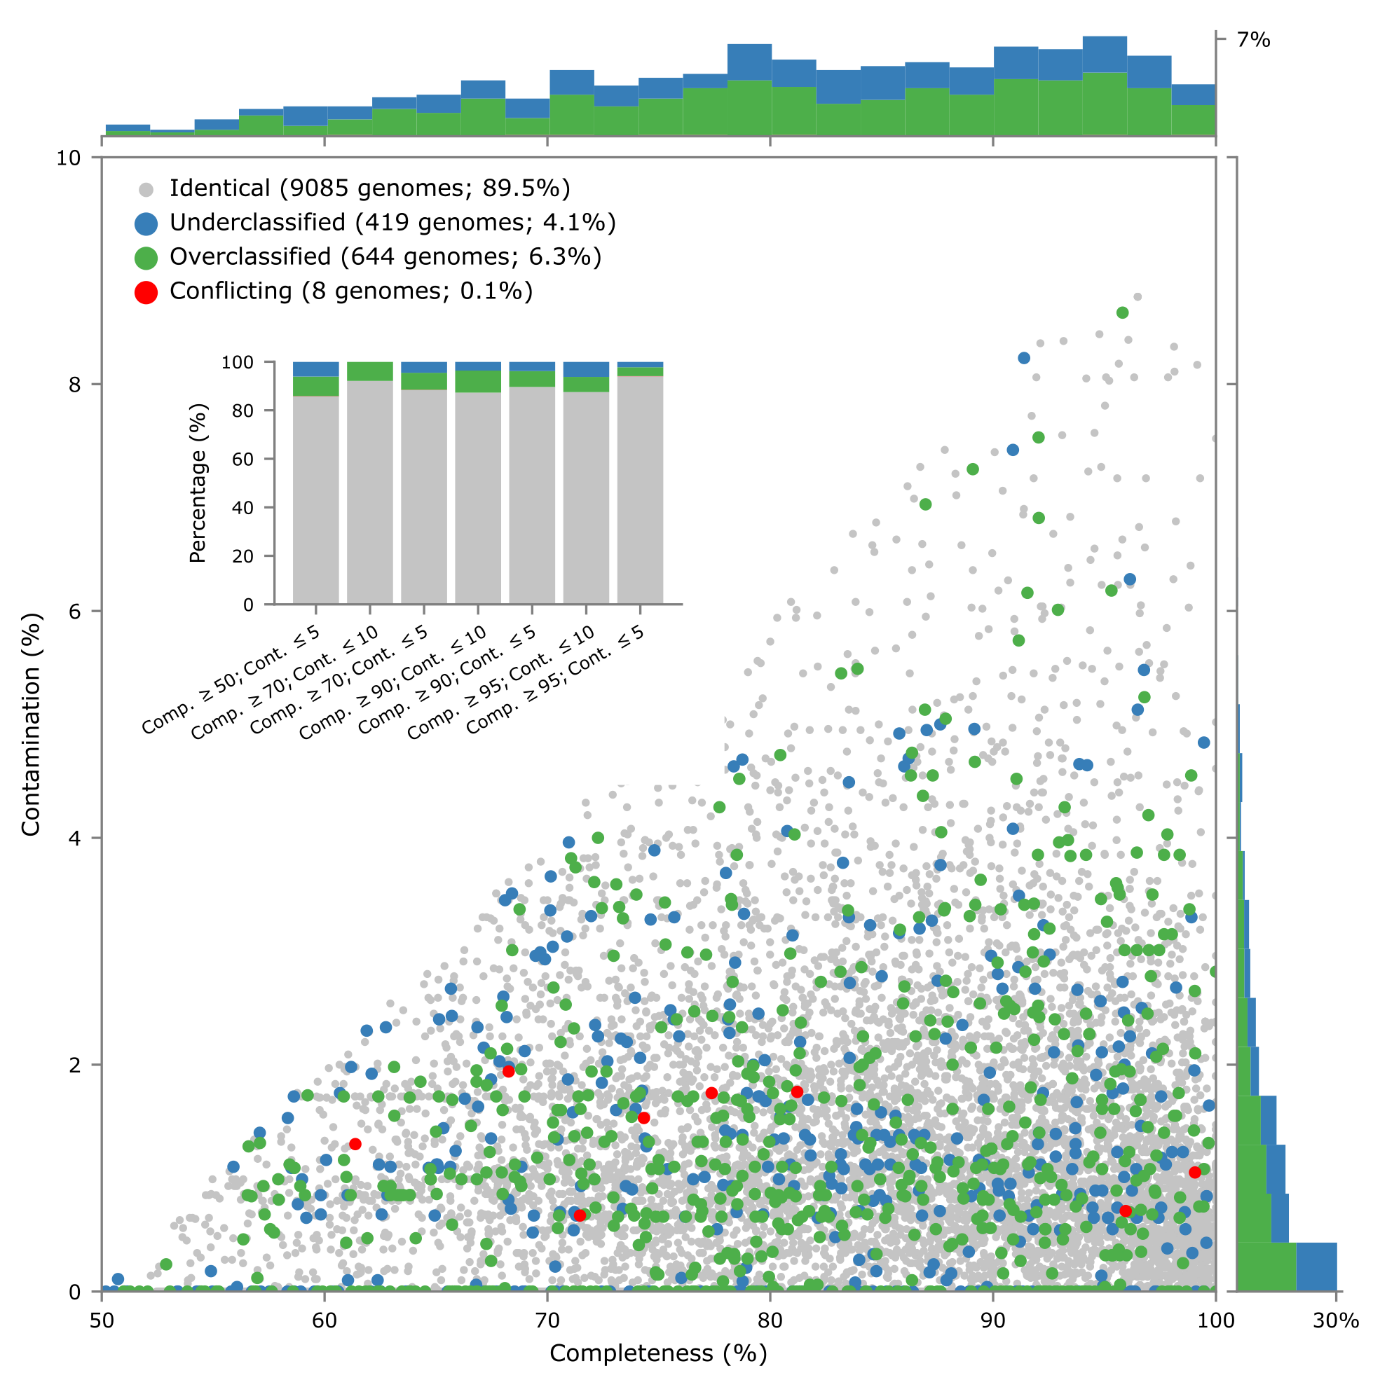 7%
10
Identical (9085 genomes; 89.5%)
Underclassified (419 genomes; 4.1%)
Overclassified (644 genomes; 6.3%)
Conflicting (8 genomes; 0.1%)
100
80
60
40
20
0
Percentage (%)
Comp. ≥ 50; Cont. ≤ 5
Comp. ≥ 70; Cont. ≤ 10
Comp. ≥ 70; Cont. ≤ 5
Comp. ≥ 90; Cont. ≤ 10
Comp. ≥ 90; Cont. ≤ 5
Comp. ≥ 95; Cont. ≤ 10
Comp. ≥ 95; Cont. ≤ 5
8
6
4
2
0
Contamination (%)
50 60 70 80 90 100 30%
Completeness (%)